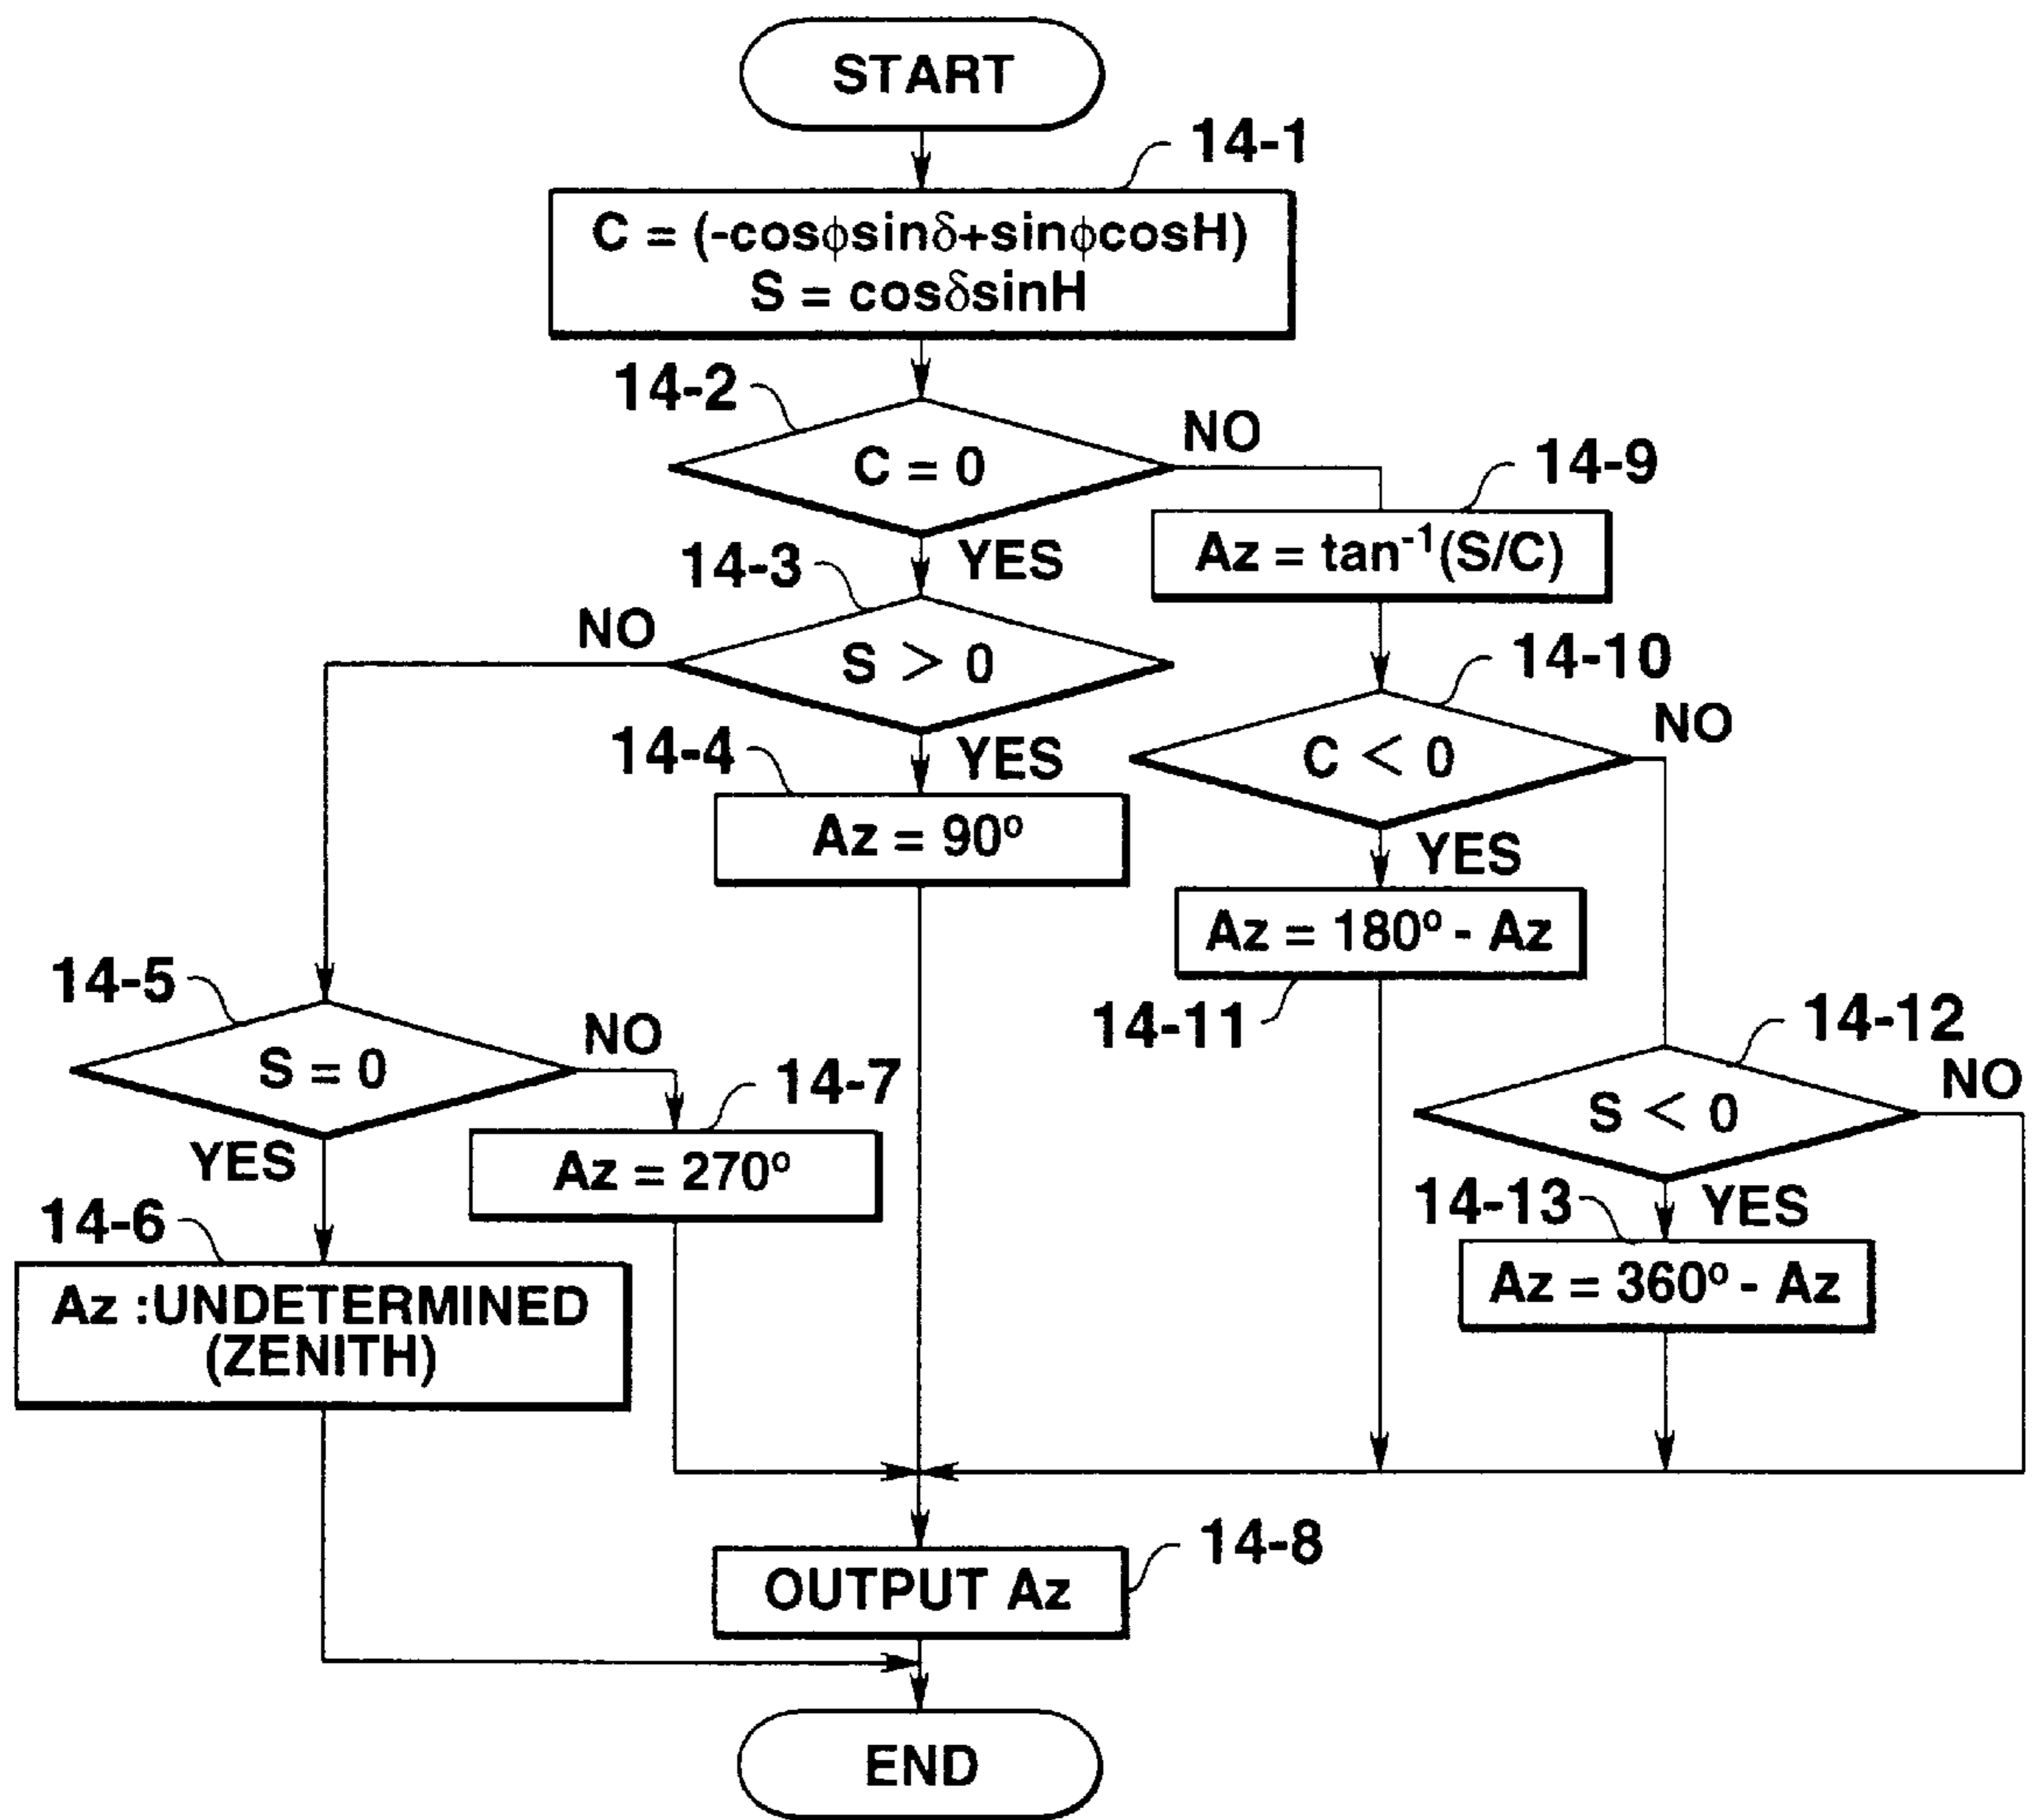 START
14-1
C = (-cosϕsinδ+sinϕcosH)
S = cosδsinH
14-2
C = 0
NO
YES
14-9
Az = tan⁻¹(S/C)
14-3
S > 0
NO
YES
14-10
C < 0
NO
YES
14-4
Az = 90°
Az = 180° - Az
14-11
14-5
S = 0
NO
YES
14-7
Az = 270°
14-12
S < 0
NO
YES
14-13
Az = 360° - Az
14-6
Az :UNDETERMINED
(ZENITH)
14-8
OUTPUT Az
END